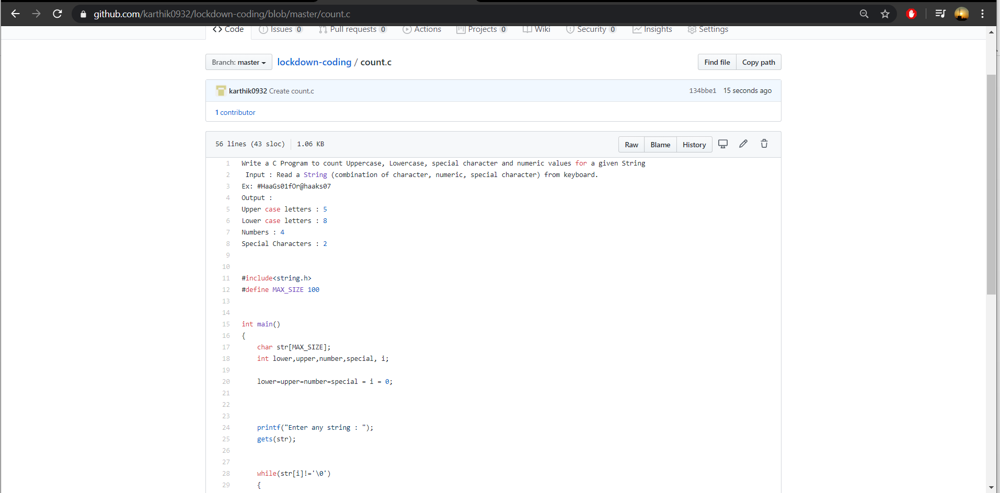 github.com/karthik0932/lockdown-coding/blob/master/count.c
Code Issues 0 Pull requests 0 Actions Projects 0 Wiki Security 0 Insights Settings
Branch: master lockdown-coding / count.c Find file Copy path
karthik0932 Create count.c 134bbe1 15 seconds ago
1 contributor
56 lines (43 sloc) 1.06 KB Raw Blame History
1 Write a C Program to count Uppercase, Lowercase, special character and numeric values for a given String
2 Input : Read a String (combination of character, numeric, special character) from keyboard.
3 Ex: #HaaGs01fOr@haaks07
4 Output :
5 Upper case letters : 5
6 Lower case letters : 8
7 Numbers : 4
8 Special Characters : 2
9
10
11 #include<string.h>
12 #define MAX_SIZE 100
13
14
15 int main()
16 {
17 char str[MAX_SIZE];
18 int lower,upper,number,special, i;
19
20 lower=upper=number=special = i = 0;
21
22
23
24 printf("Enter any string : ");
25 gets(str);
26
27
28 while(str[i]!='\0')
29 {